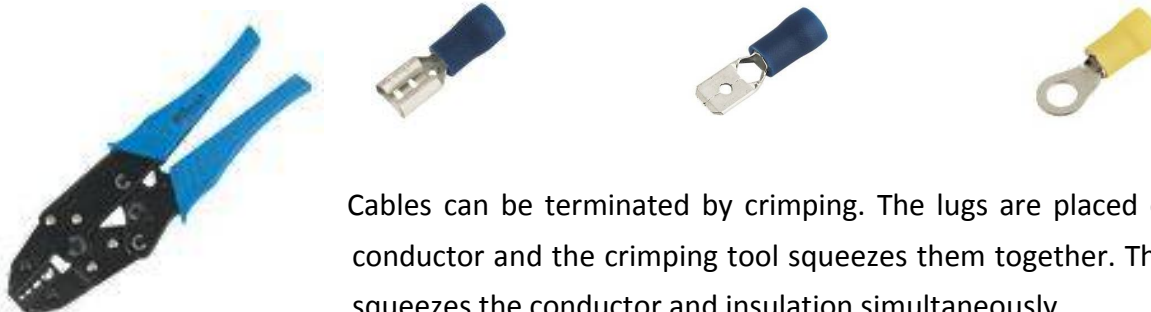 Cables can be terminated by crimping. The lugs are placed
conductor and the crimping tool squeezes them together.
squeezes the conductor and insulation simultaneously